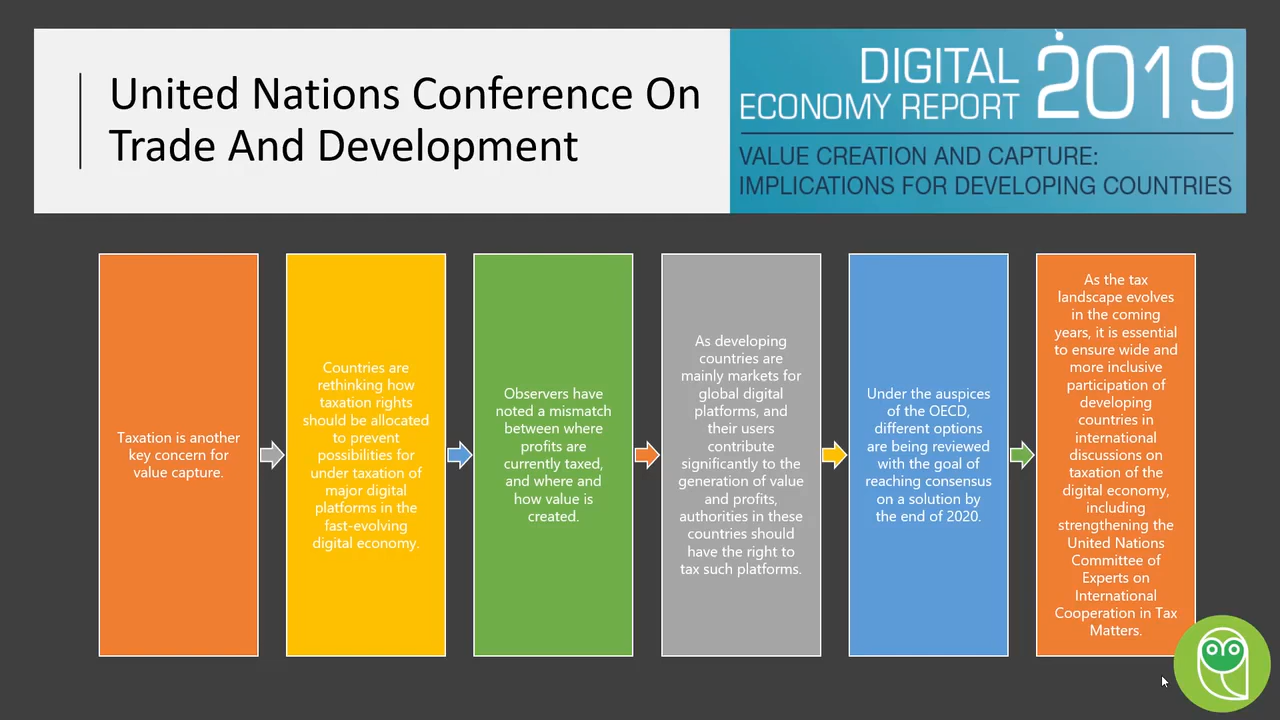 United Nations Conference On
Trade And Development
DIGITAL
ECONOMY REPORT 2019
VALUE CREATION AND CAPTURE:
IMPLICATIONS FOR DEVELOPING COUNTRIES
Taxation is another
key concern for
value capture.
Countries are
rethinking how
taxation rights
should be allocated
to prevent
possibilities for
under taxation of
major digital
platforms in the
fast-evolving
digital economy.
Observers have
noted a mismatch
between where
profits are
currently taxed,
and where and
how value is
created.
As developing
countries are
mainly markets for
global digital
platforms, and
their users
contribute
significantly to the
generation of value
and profits,
authorities in these
countries should
have the right to
tax such platforms.
Under the auspices
of the OECD,
different options
are being reviewed
with the goal of
reaching consensus
on a solution by
the end of 2020.
As the tax
landscape evolves
in the coming
years, it is essential
to ensure wide and
more inclusive
participation of
developing
countries in
international
discussions on
taxation of the
digital economy,
including
strengthening the
United Nations
Committee of
Experts on
International
Cooperation in Tax
Matters.